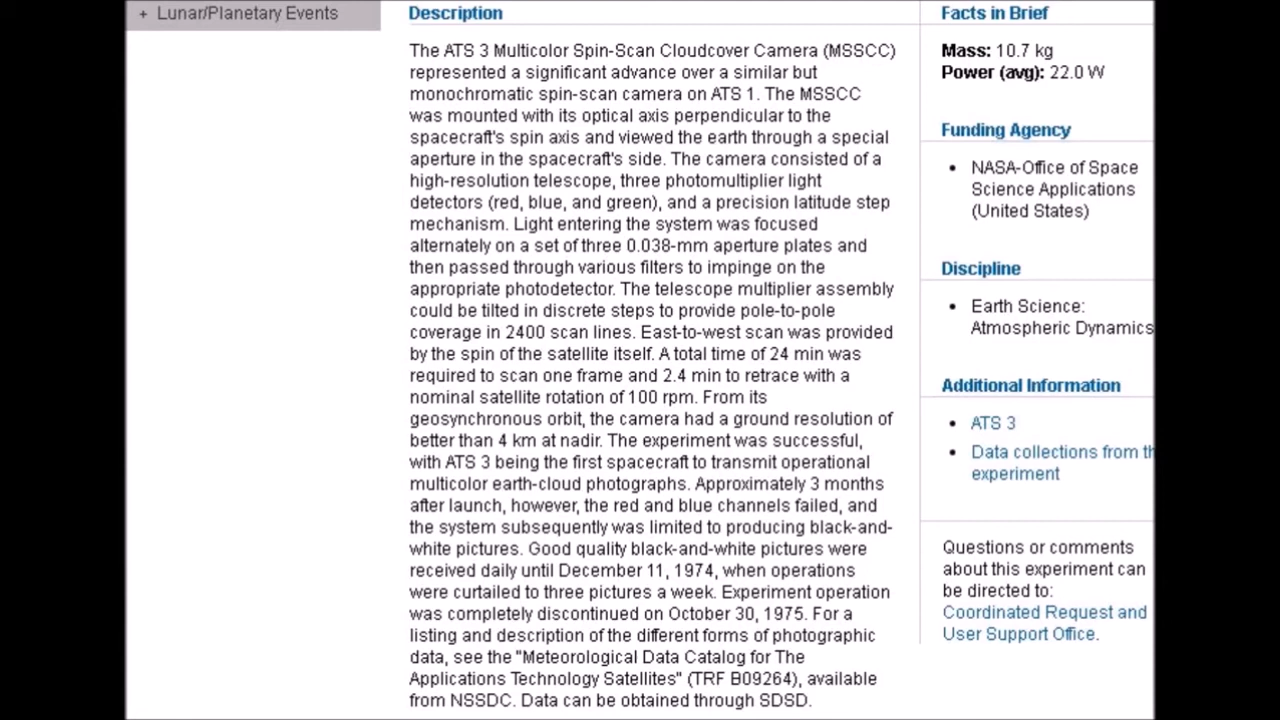 + Lunar/Planetary Events
Description
The ATS 3 Multicolor Spin-Scan Cloudcover Camera (MSSCC)
represented a significant advance over a similar but
monochromatic spin-scan camera on ATS 1. The MSSCC
was mounted with its optical axis perpendicular to the
spacecraft's spin axis and viewed the earth through a special
aperture in the spacecraft's side. The camera consisted of a
high-resolution telescope, three photomultiplier light
detectors (red, blue, and green), and a precision latitude step
mechanism. Light entering the system was focused
alternately on a set of three 0.038-mm aperture plates and
then passed through various filters to impinge on the
appropriate photodetector. The telescope multiplier assembly
could be tilted in discrete steps to provide pole-to-pole
coverage in 2400 scan lines. East-to-west scan was provided
by the spin of the satellite itself. A total time of 24 min was
required to scan one frame and 2.4 min to retrace with a
nominal satellite rotation of 100 rpm. From its
geosynchronous orbit, the camera had a ground resolution of
better than 4 km at nadir. The experiment was successful,
with ATS 3 being the first spacecraft to transmit operational
multicolor earth-cloud photographs. Approximately 3 months
after launch, however, the red and blue channels failed, and
the system subsequently was limited to producing black-and-
white pictures. Good quality black-and-white pictures were
received daily until December 11, 1974, when operations
were curtailed to three pictures a week. Experiment operation
was completely discontinued on October 30, 1975. For a
listing and description of the different forms of photographic
data, see the "Meteorological Data Catalog for The
Applications Technology Satellites" (TRF B09264), available
from NSSDC. Data can be obtained through SDSD.
Facts in Brief
Mass: 10.7 kg
Power (avg): 22.0 W
Funding Agency
• NASA-Office of Space
Science Applications
(United States)
Discipline
• Earth Science:
Atmospheric Dynamics
Additional Information
• ATS 3
• Data collections from th
experiment
Questions or comments
about this experiment can
be directed to:
Coordinated Request and
User Support Office.